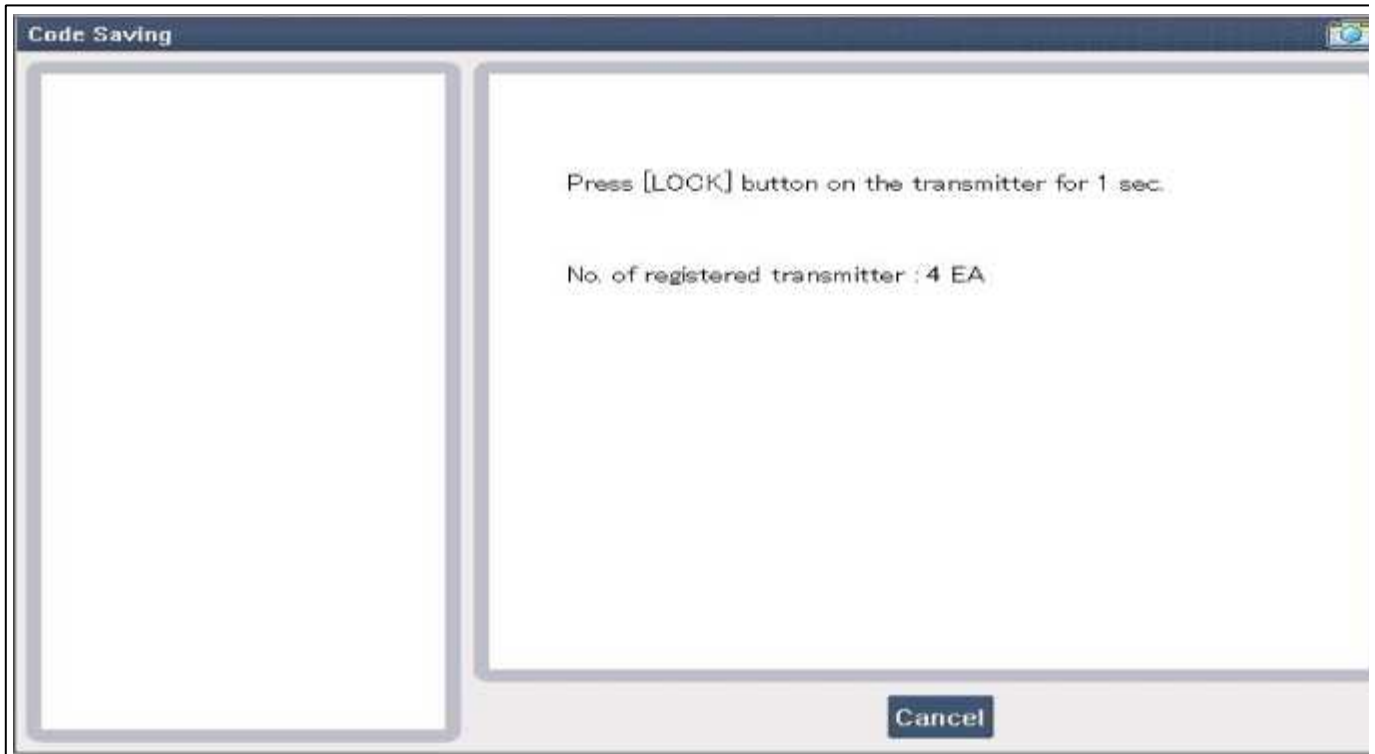 Code Saving
Press [LOCK] button on the transmitter for 1 sec.
No. of registered transmitter : 4 EA
Cancel